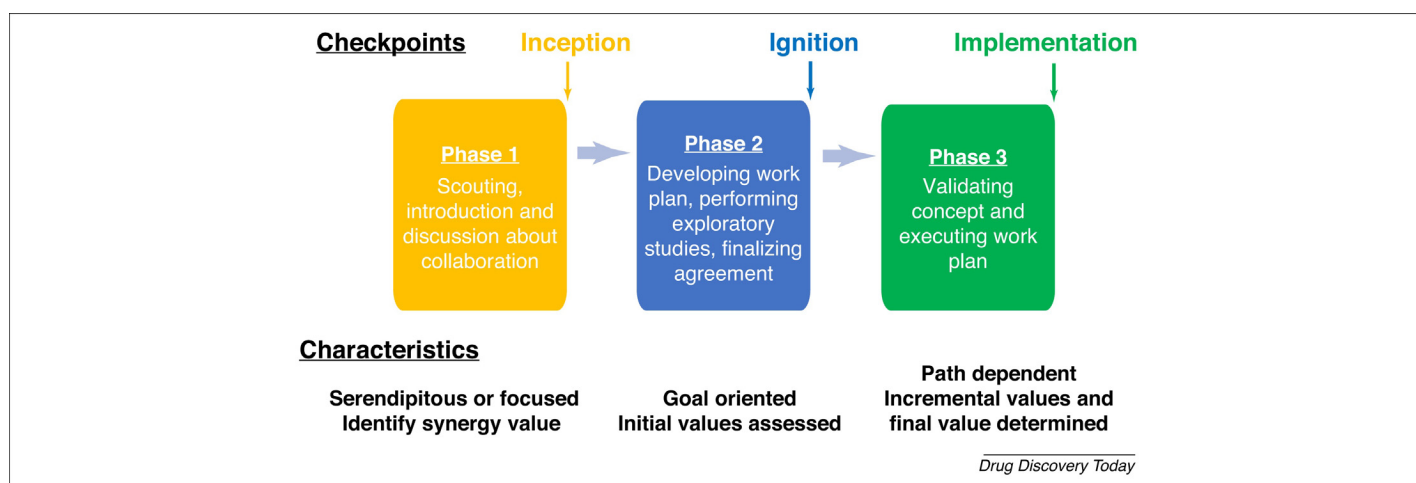 Checkpoints Inception Ignition Implementation
Phase 1
Scouting,
introduction and
discussion about
collaboration
Phase 2
Developing work
plan, performing
exploratory
studies, finalizing
agreement
Phase 3
Validating
concept and
executing work
plan
Characteristics
Serendipitous or focused
Identify synergy value
Goal oriented
Initial values assessed
Path dependent
Incremental values and
final value determined
Drug Discovery Today